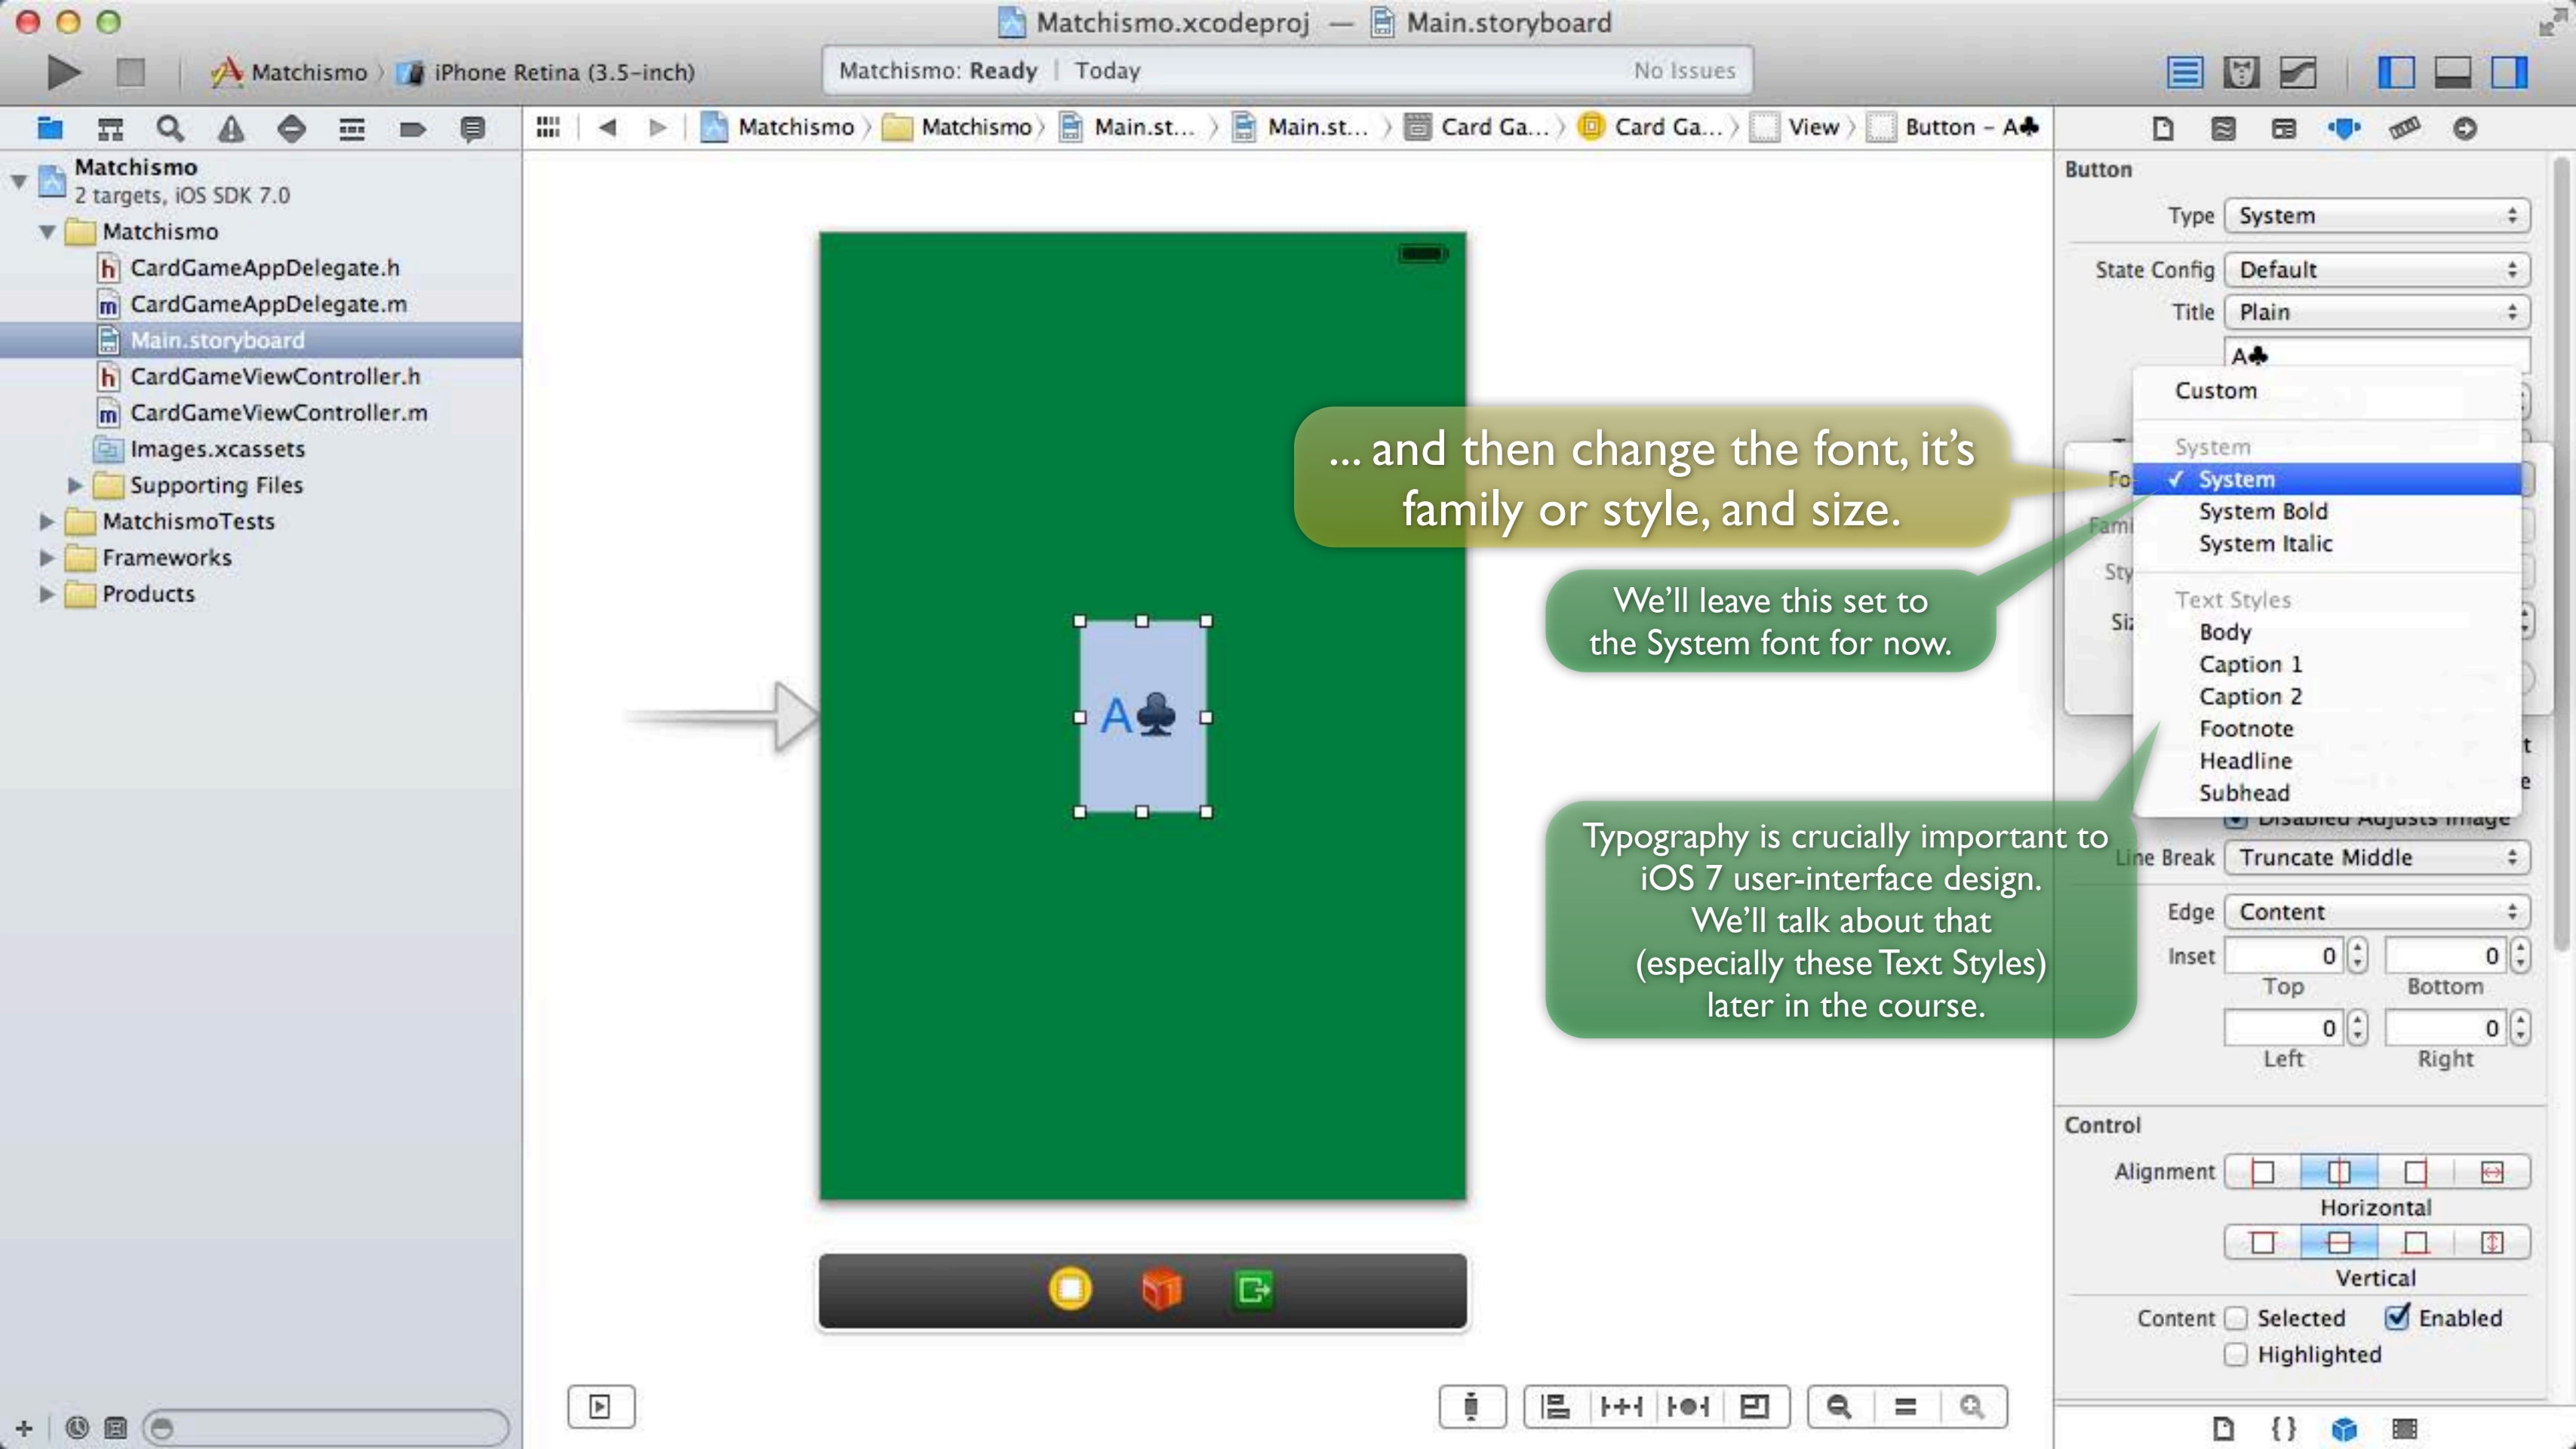 Matchismo.xcodeproj — Main.storyboard
Matchismo iPhone Retina (3.5-inch)
Matchismo: Ready | Today No Issues
Matchismo Matchismo Main.st... Main.st... Card Ga... Card Ga... View Button - A♣
Matchismo
2 targets, iOS SDK 7.0
Matchismo
h CardGameAppDelegate.h
m CardGameAppDelegate.m
Main.storyboard
h CardGameViewController.h
m CardGameViewController.m
Images.xcassets
Supporting Files
MatchismoTests
Frameworks
Products
A♣
... and then change the font, it's
family or style, and size.
We'll leave this set to
the System font for now.
Typography is crucially important to
iOS 7 user-interface design.
We'll talk about that
(especially these Text Styles)
later in the course.
Button
Type System
State Config Default
Title Plain
A♣
Custom
System
✓ System
System Bold
System Italic
Text Styles
Body
Caption 1
Caption 2
Footnote
Headline
Subhead
Disabled Adjusts Image
Line Break Truncate Middle
Edge Content
Inset 0 0
Top Bottom
0 0
Left Right
Control
Alignment
Horizontal
Vertical
Content Selected Enabled
Highlighted